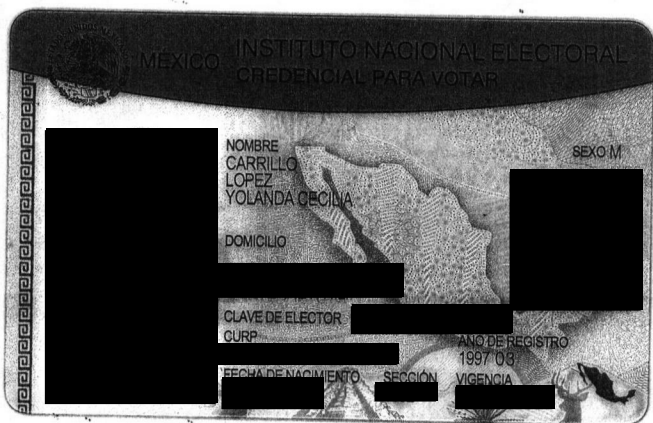 MÉXICO INSTITUTO NACIONAL ELECTORAL
CREDENCIAL PARA VOTAR
NOMBRE
CARRILLO
LOPEZ
YOLANDA CECILIA
SEXO M
DOMICILIO
CLAVE DE ELECTOR
CURP
AÑO DE REGISTRO
1997 03
FECHA DE NACIMIENTO
SECCIÓN
VIGENCIA